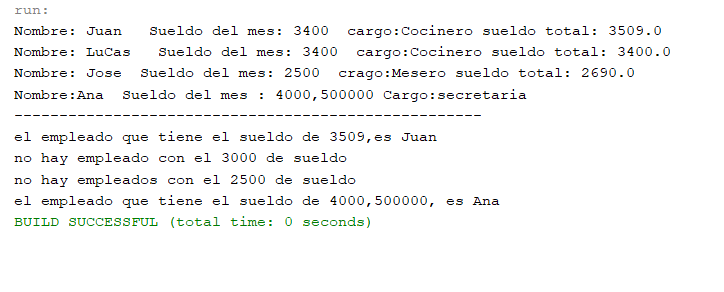 run:
Nombre: Juan   Sueldo del mes: 3400  cargo:Cocinero sueldo total: 3509.0
Nombre: LuCas   Sueldo del mes: 3400  cargo:Cocinero sueldo total: 3400.0
Nombre: Jose  Sueldo del mes: 2500  crago:Mesero sueldo total: 2690.0
Nombre:Ana  Sueldo del mes : 4000,500000 Cargo:secretaria
----------------------------------------------------
el empleado que tiene el sueldo de 3509,es Juan
no hay empleado con el 3000 de sueldo
no hay empleados con el 2500 de sueldo
el empleado que tiene el sueldo de 4000,500000, es Ana
BUILD SUCCESSFUL (total time: 0 seconds)